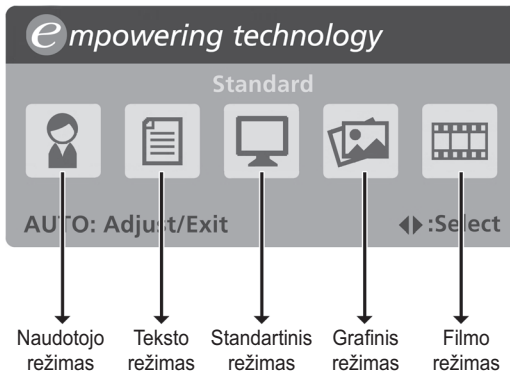 empowering technology
Standard
AUTO: Adjust/Exit :Select
Naudotojo režimas
Teksto režimas
Standartinis režimas
Grafinis režimas
Filmo režimas